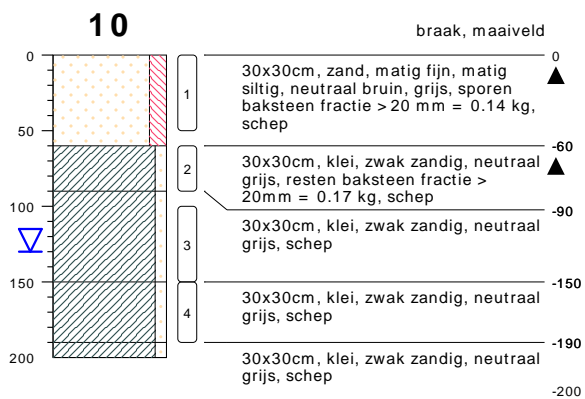 10
braak, maaiveld
0
0
30x30cm, zand, matig fijn, matig
siltig, neutraal bruin, grijs, sporen
baksteen fractie > 20 mm = 0.14 kg,
schep
1
50
-60
30x30cm, klei, zwak zandig, neutraal
grijs, resten baksteen fractie >
20mm = 0.17 kg, schep
2
-90
100
30x30cm, klei, zwak zandig, neutraal
grijs, schep
3
150
-150
30x30cm, klei, zwak zandig, neutraal
grijs, schep
4
-190
200
30x30cm, klei, zwak zandig, neutraal
grijs, schep
-200